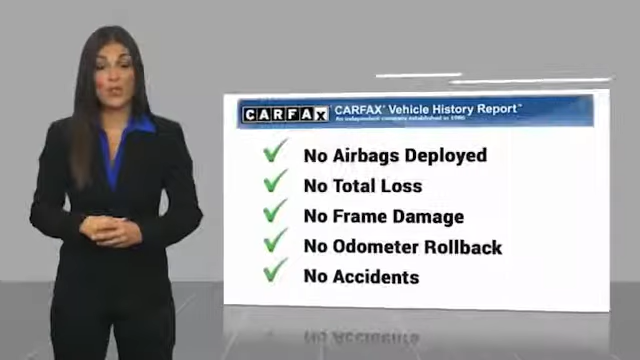 CARFAX CARFAX Vehicle History Report™
An independent company established in 1986
No Airbags Deployed
No Total Loss
No Frame Damage
No Odometer Rollback
No Accidents